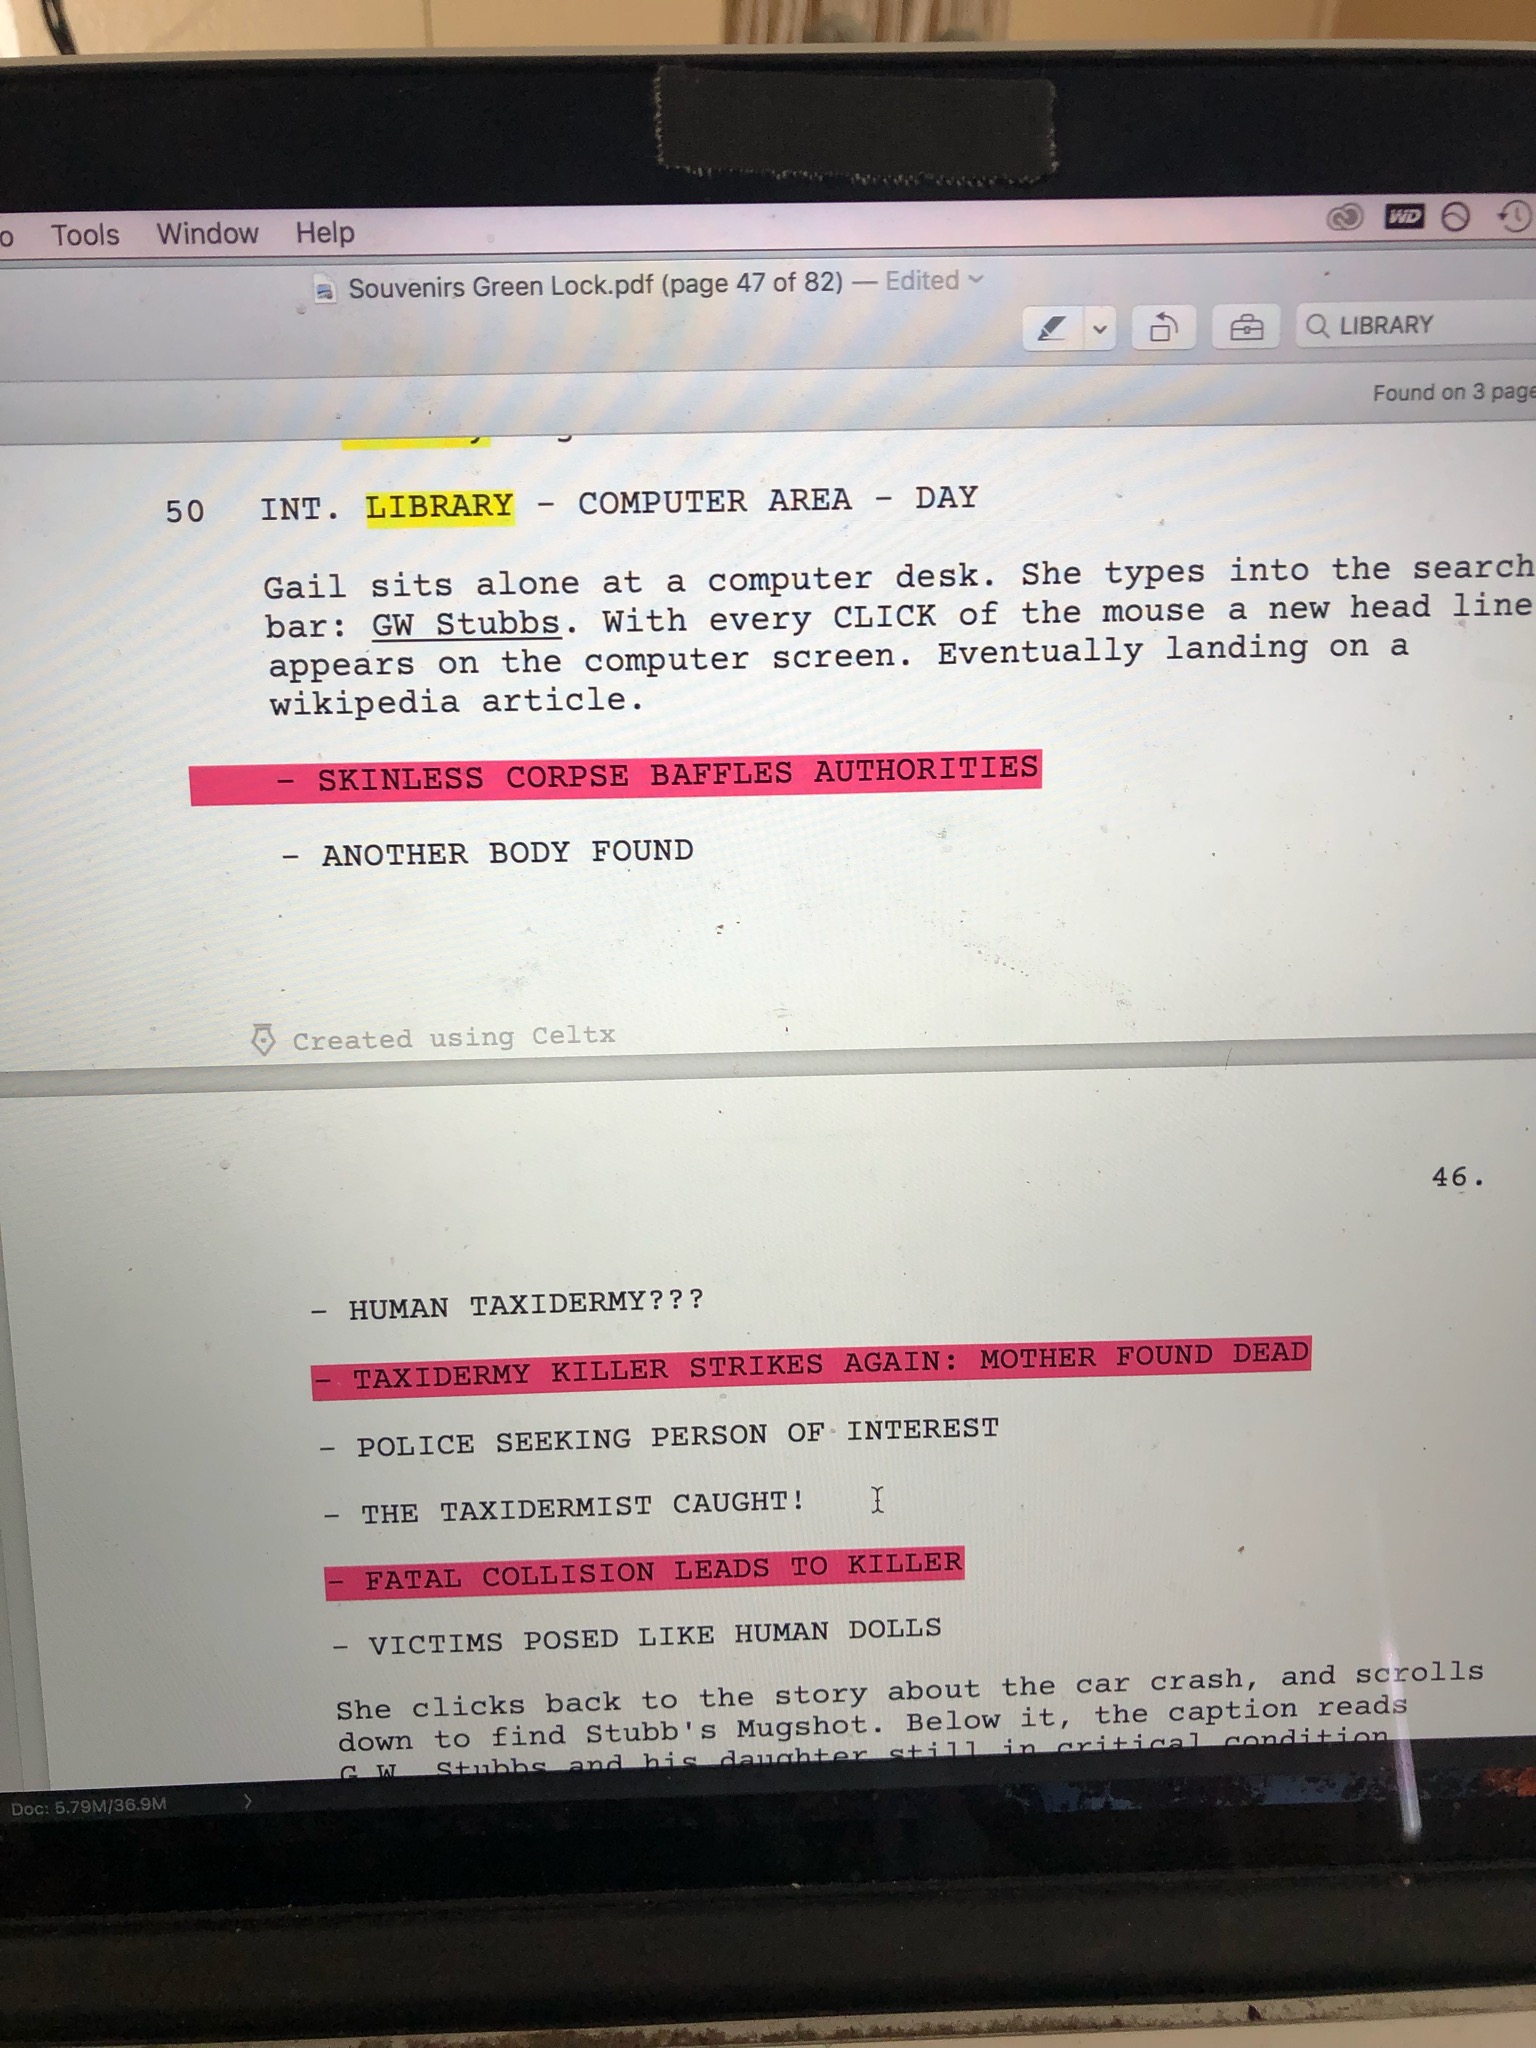 Tools Window Help
WD
Souvenirs Green Lock.pdf (page 47 of 82) — Edited
LIBRARY
Found on 3 page
50 INT. LIBRARY - COMPUTER AREA - DAY
Gail sits alone at a computer desk. She types into the search
bar: GW Stubbs. With every CLICK of the mouse a new head line
appears on the computer screen. Eventually landing on a
wikipedia article.
- SKINLESS CORPSE BAFFLES AUTHORITIES
- ANOTHER BODY FOUND
Created using Celtx
46.
- HUMAN TAXIDERMY???
- TAXIDERMY KILLER STRIKES AGAIN: MOTHER FOUND DEAD
- POLICE SEEKING PERSON OF INTEREST
- THE TAXIDERMIST CAUGHT!
- FATAL COLLISION LEADS TO KILLER
- VICTIMS POSED LIKE HUMAN DOLLS
She clicks back to the story about the car crash, and scrolls
down to find Stubb's Mugshot. Below it, the caption reads
G.W. Stubbs and his daughter still in critical condition
Doc: 5.79M/36.9M